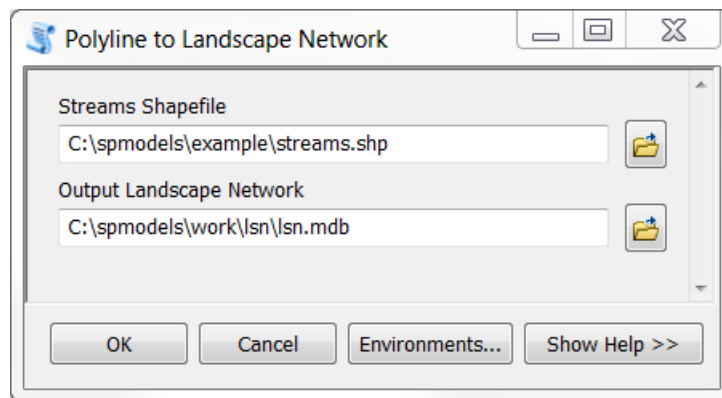 Polyline to Landscape Network
Streams Shapefile
C:\spmodels\example\streams.shp
Output Landscape Network
C:\spmodels\work\lsn\lsn.mdb
OK Cancel Environments... Show Help >>